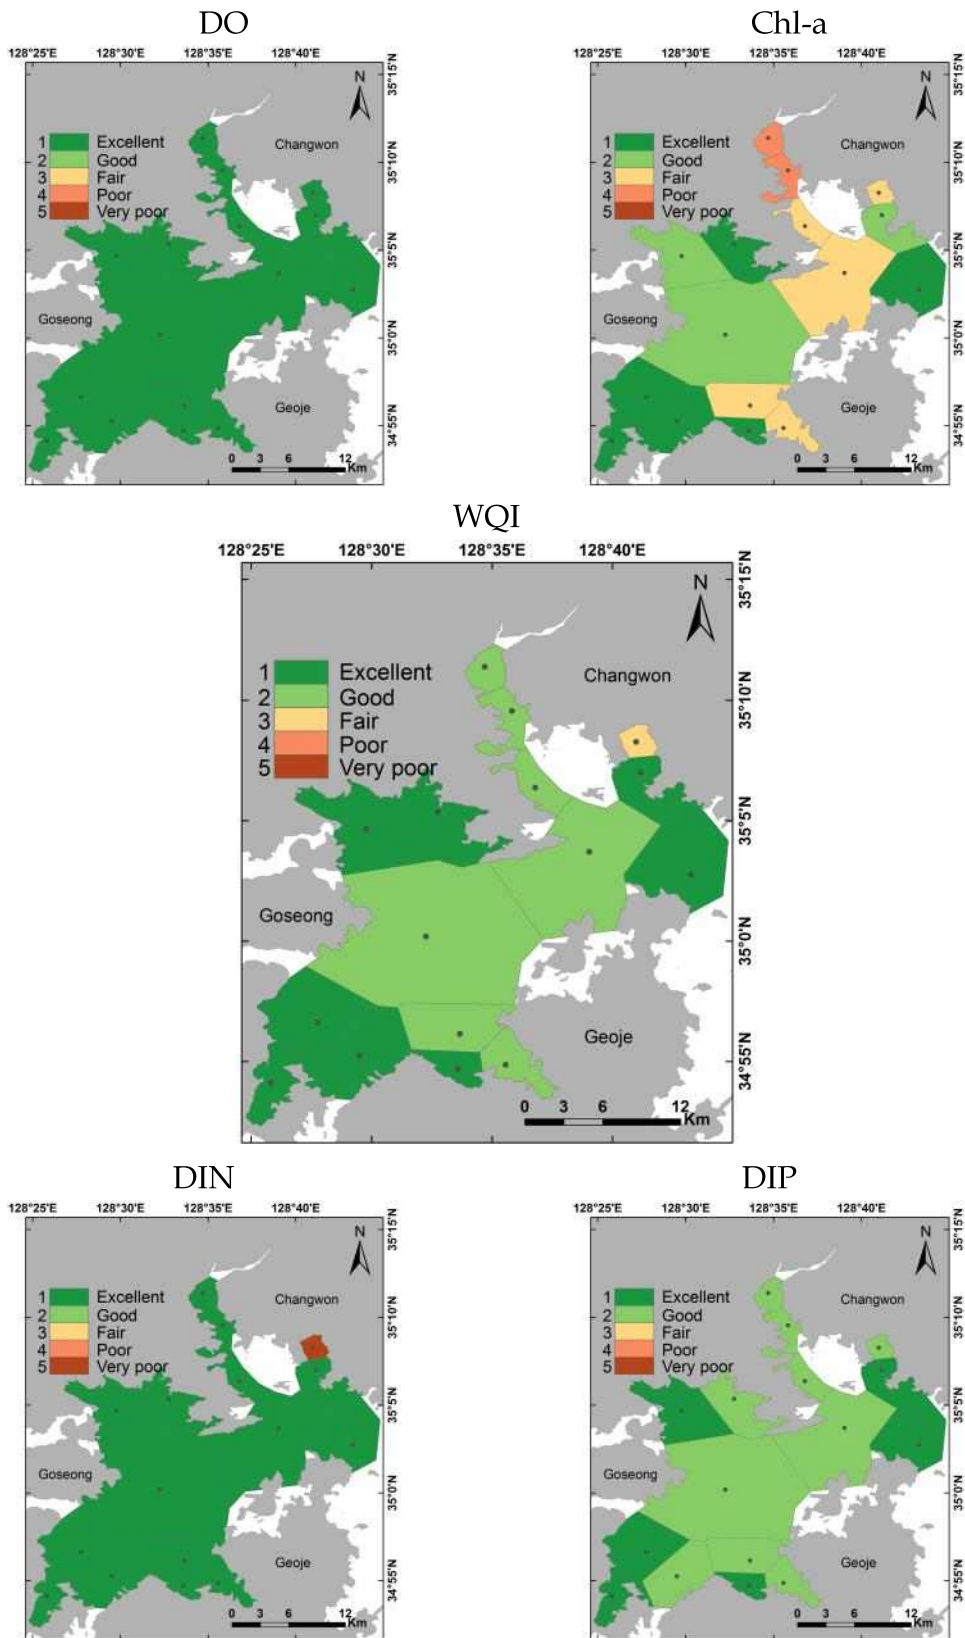 DO
128°25'E 128°30'E 128°35'E 128°40'E
35°15'N
N
Changwon
1 Excellent
2 Good
3 Fair
4 Poor
5 Very poor
35°10'N
35°5'N
Goseong
35°0'N
Geoje
34°55'N
0 3 6 12
Km
Chl-a
128°25'E 128°30'E 128°35'E 128°40'E
35°15'N
N
Changwon
1 Excellent
2 Good
3 Fair
4 Poor
5 Very poor
35°10'N
35°5'N
Goseong
35°0'N
Geoje
34°55'N
0 3 6 12
Km
WQI
128°25'E 128°30'E 128°35'E 128°40'E
35°15'N
N
Changwon
1 Excellent
2 Good
3 Fair
4 Poor
5 Very poor
35°10'N
35°5'N
Goseong
35°0'N
Geoje
34°55'N
0 3 6 12
Km
DIN
128°25'E 128°30'E 128°35'E 128°40'E
35°15'N
N
Changwon
1 Excellent
2 Good
3 Fair
4 Poor
5 Very poor
35°10'N
35°5'N
Goseong
35°0'N
Geoje
34°55'N
0 3 6 12
Km
DIP
128°25'E 128°30'E 128°35'E 128°40'E
35°15'N
N
Changwon
1 Excellent
2 Good
3 Fair
4 Poor
5 Very poor
35°10'N
35°5'N
Goseong
35°0'N
Geoje
34°55'N
0 3 6 12
Km